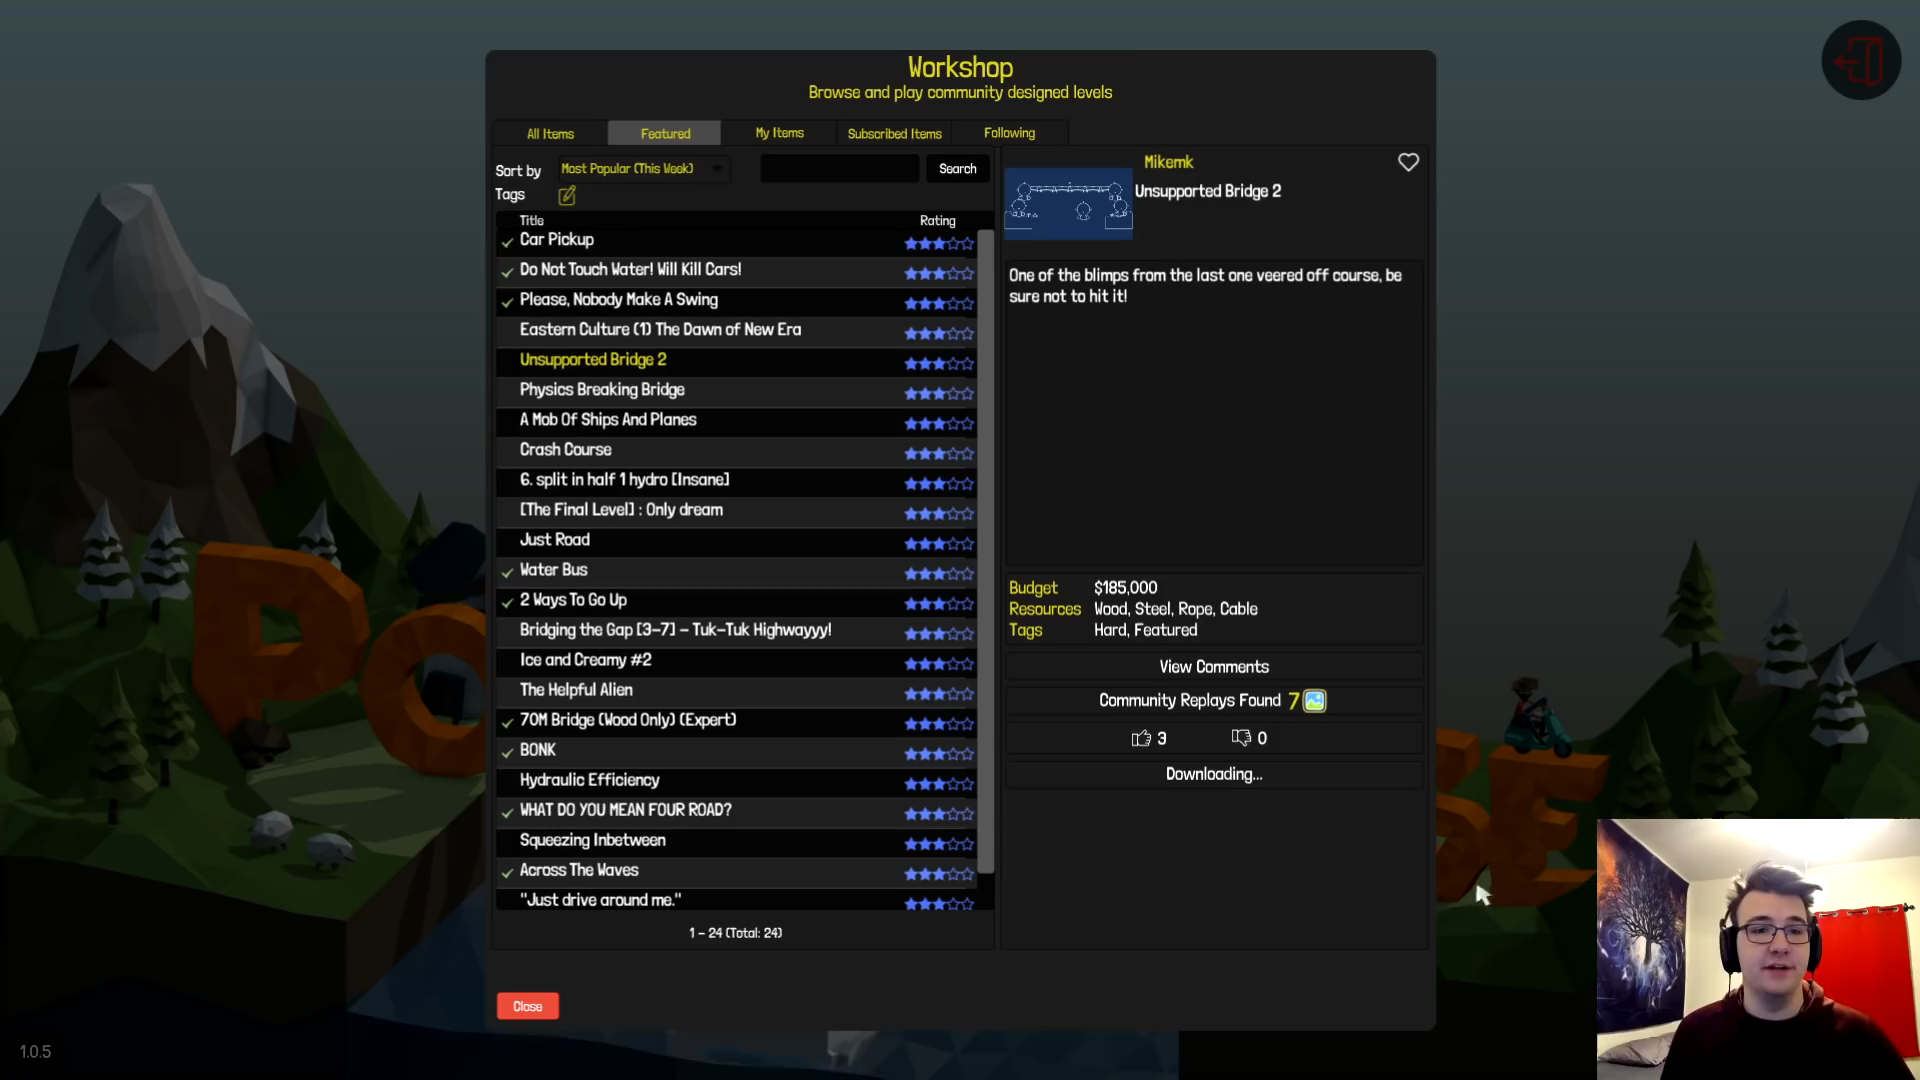 Workshop
Browse and play community designed levels
All Items
Featured
My Items
Subscribed Items
Following
Sort by
Most Popular (This Week)
Search
Tags
Title
Rating
Car Pickup
Do Not Touch Water! Will Kill Cars!
Please, Nobody Make A Swing
Eastern Culture (1) The Dawn of New Era
Unsupported Bridge 2
Physics Breaking Bridge
A Mob Of Ships And Planes
Crash Course
6. split in half 1 hydro [Insane]
[The Final Level] : Only dream
Just Road
Water Bus
2 Ways To Go Up
Bridging the Gap [3-7] - Tuk-Tuk Highwayyy!
Ice and Creamy #2
The Helpful Alien
70M Bridge (Wood Only) (Expert)
BONK
Hydraulic Efficiency
WHAT DO YOU MEAN FOUR ROAD?
Squeezing Inbetween
Across The Waves
"Just drive around me."
1 - 24 (Total: 24)
Close
Mikemk
Unsupported Bridge 2
One of the blimps from the last one veered off course, be
sure not to hit it!
Budget $185,000
Resources Wood, Steel, Rope, Cable
Tags Hard, Featured
View Comments
Community Replays Found 7
3
0
Downloading...
1.0.5